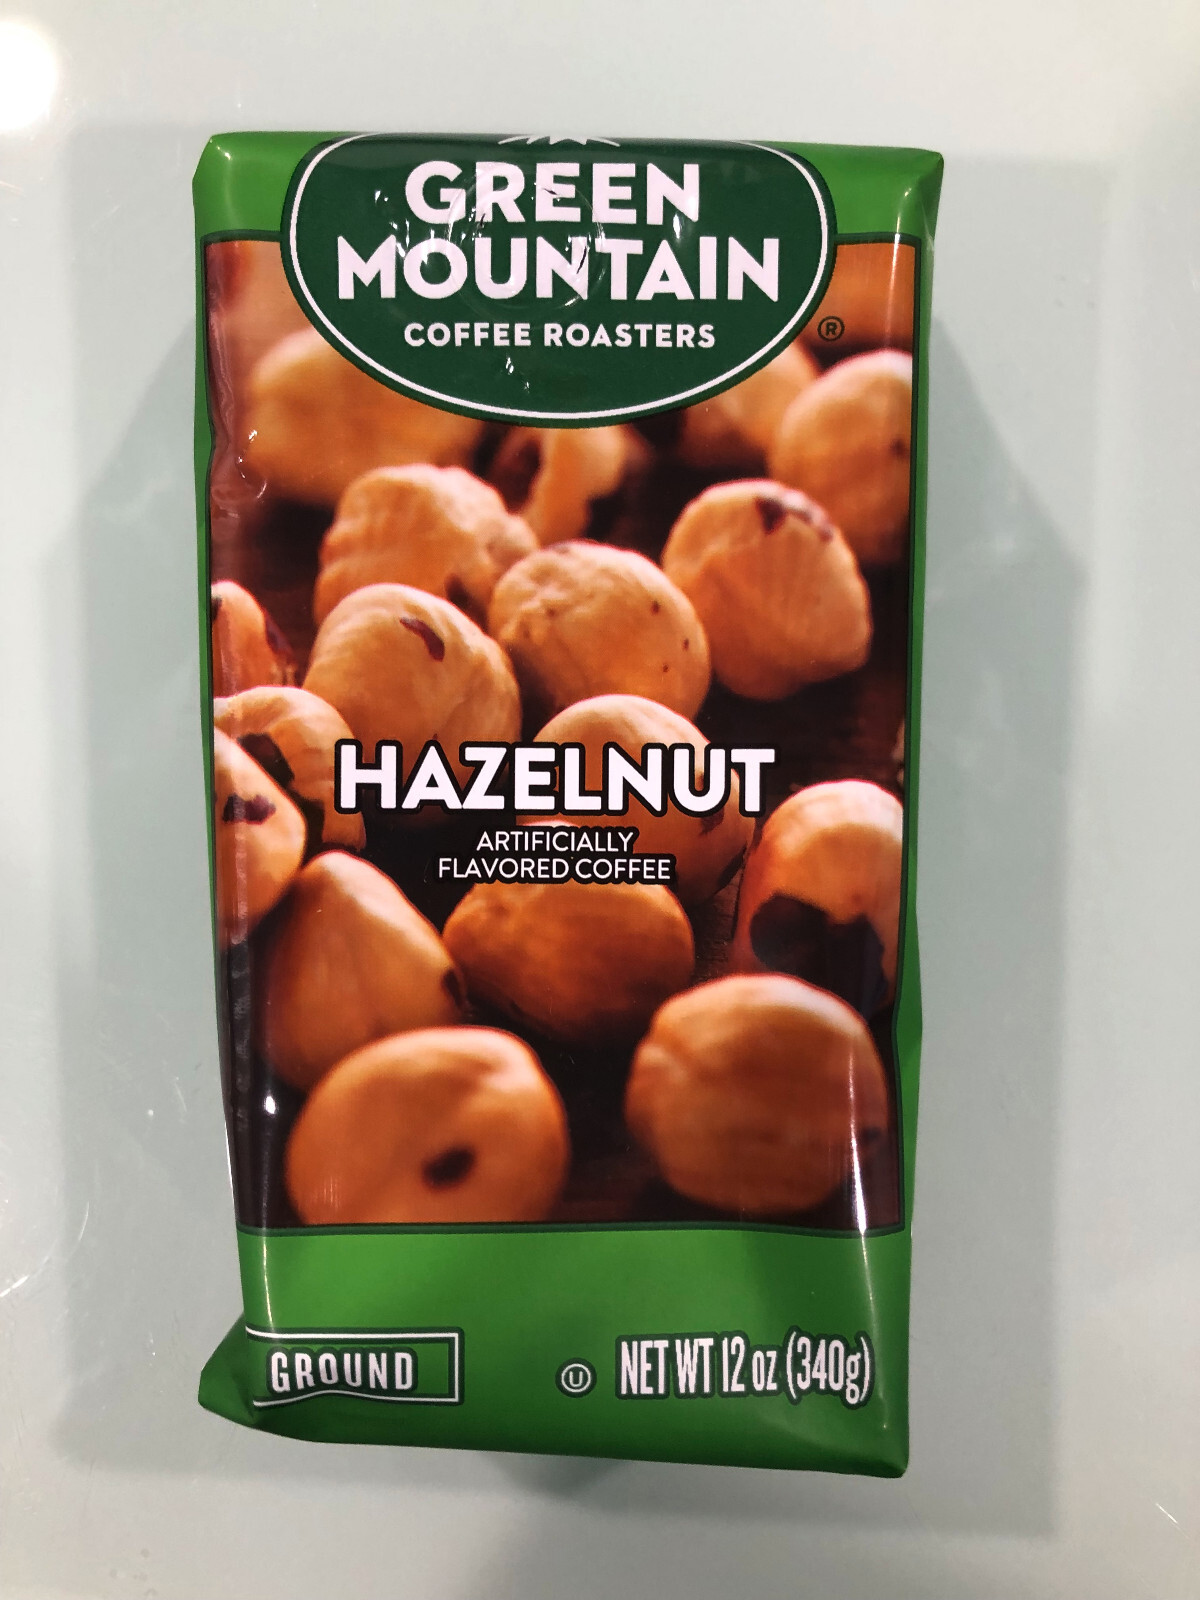 GREEN
MOUNTAIN
COFFEE ROASTERS
®
HAZELNUT
ARTIFICIALLY
FLAVORED COFFEE
GROUND
U
NET WT 12 oz (340g)